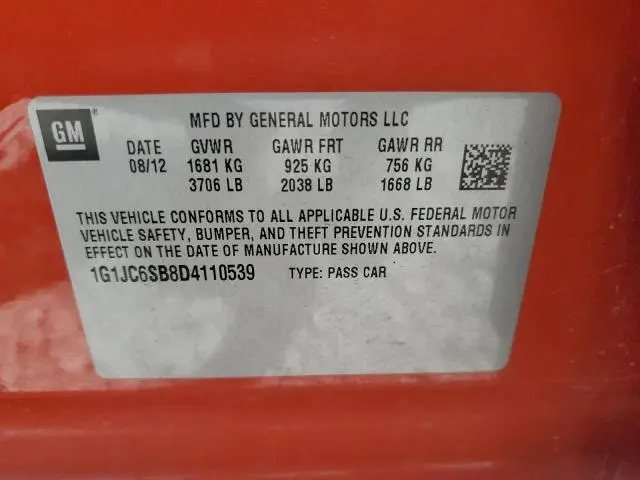 GM®
MFD BY GENERAL MOTORS LLC
DATE GVWR GAWR FRT GAWR RR
08/12 1681 KG 925 KG 756 KG
3706 LB 2038 LB 1668 LB
THIS VEHICLE CONFORMS TO ALL APPLICABLE U.S. FEDERAL MOTOR
VEHICLE SAFETY, BUMPER, AND THEFT PREVENTION STANDARDS IN
EFFECT ON THE DATE OF MANUFACTURE SHOWN ABOVE.
1G1JC6SB8D4110539 TYPE: PASS CAR